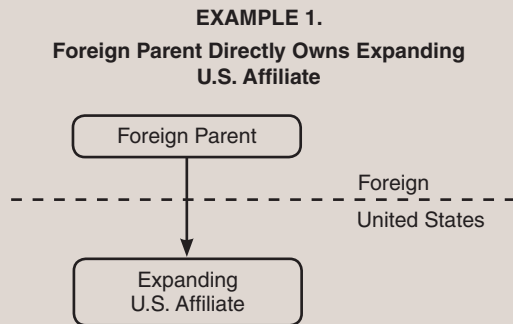 EXAMPLE 1.
Foreign Parent Directly Owns Expanding
U.S. Affiliate
Foreign Parent
Foreign
United States
Expanding
U.S. Affiliate